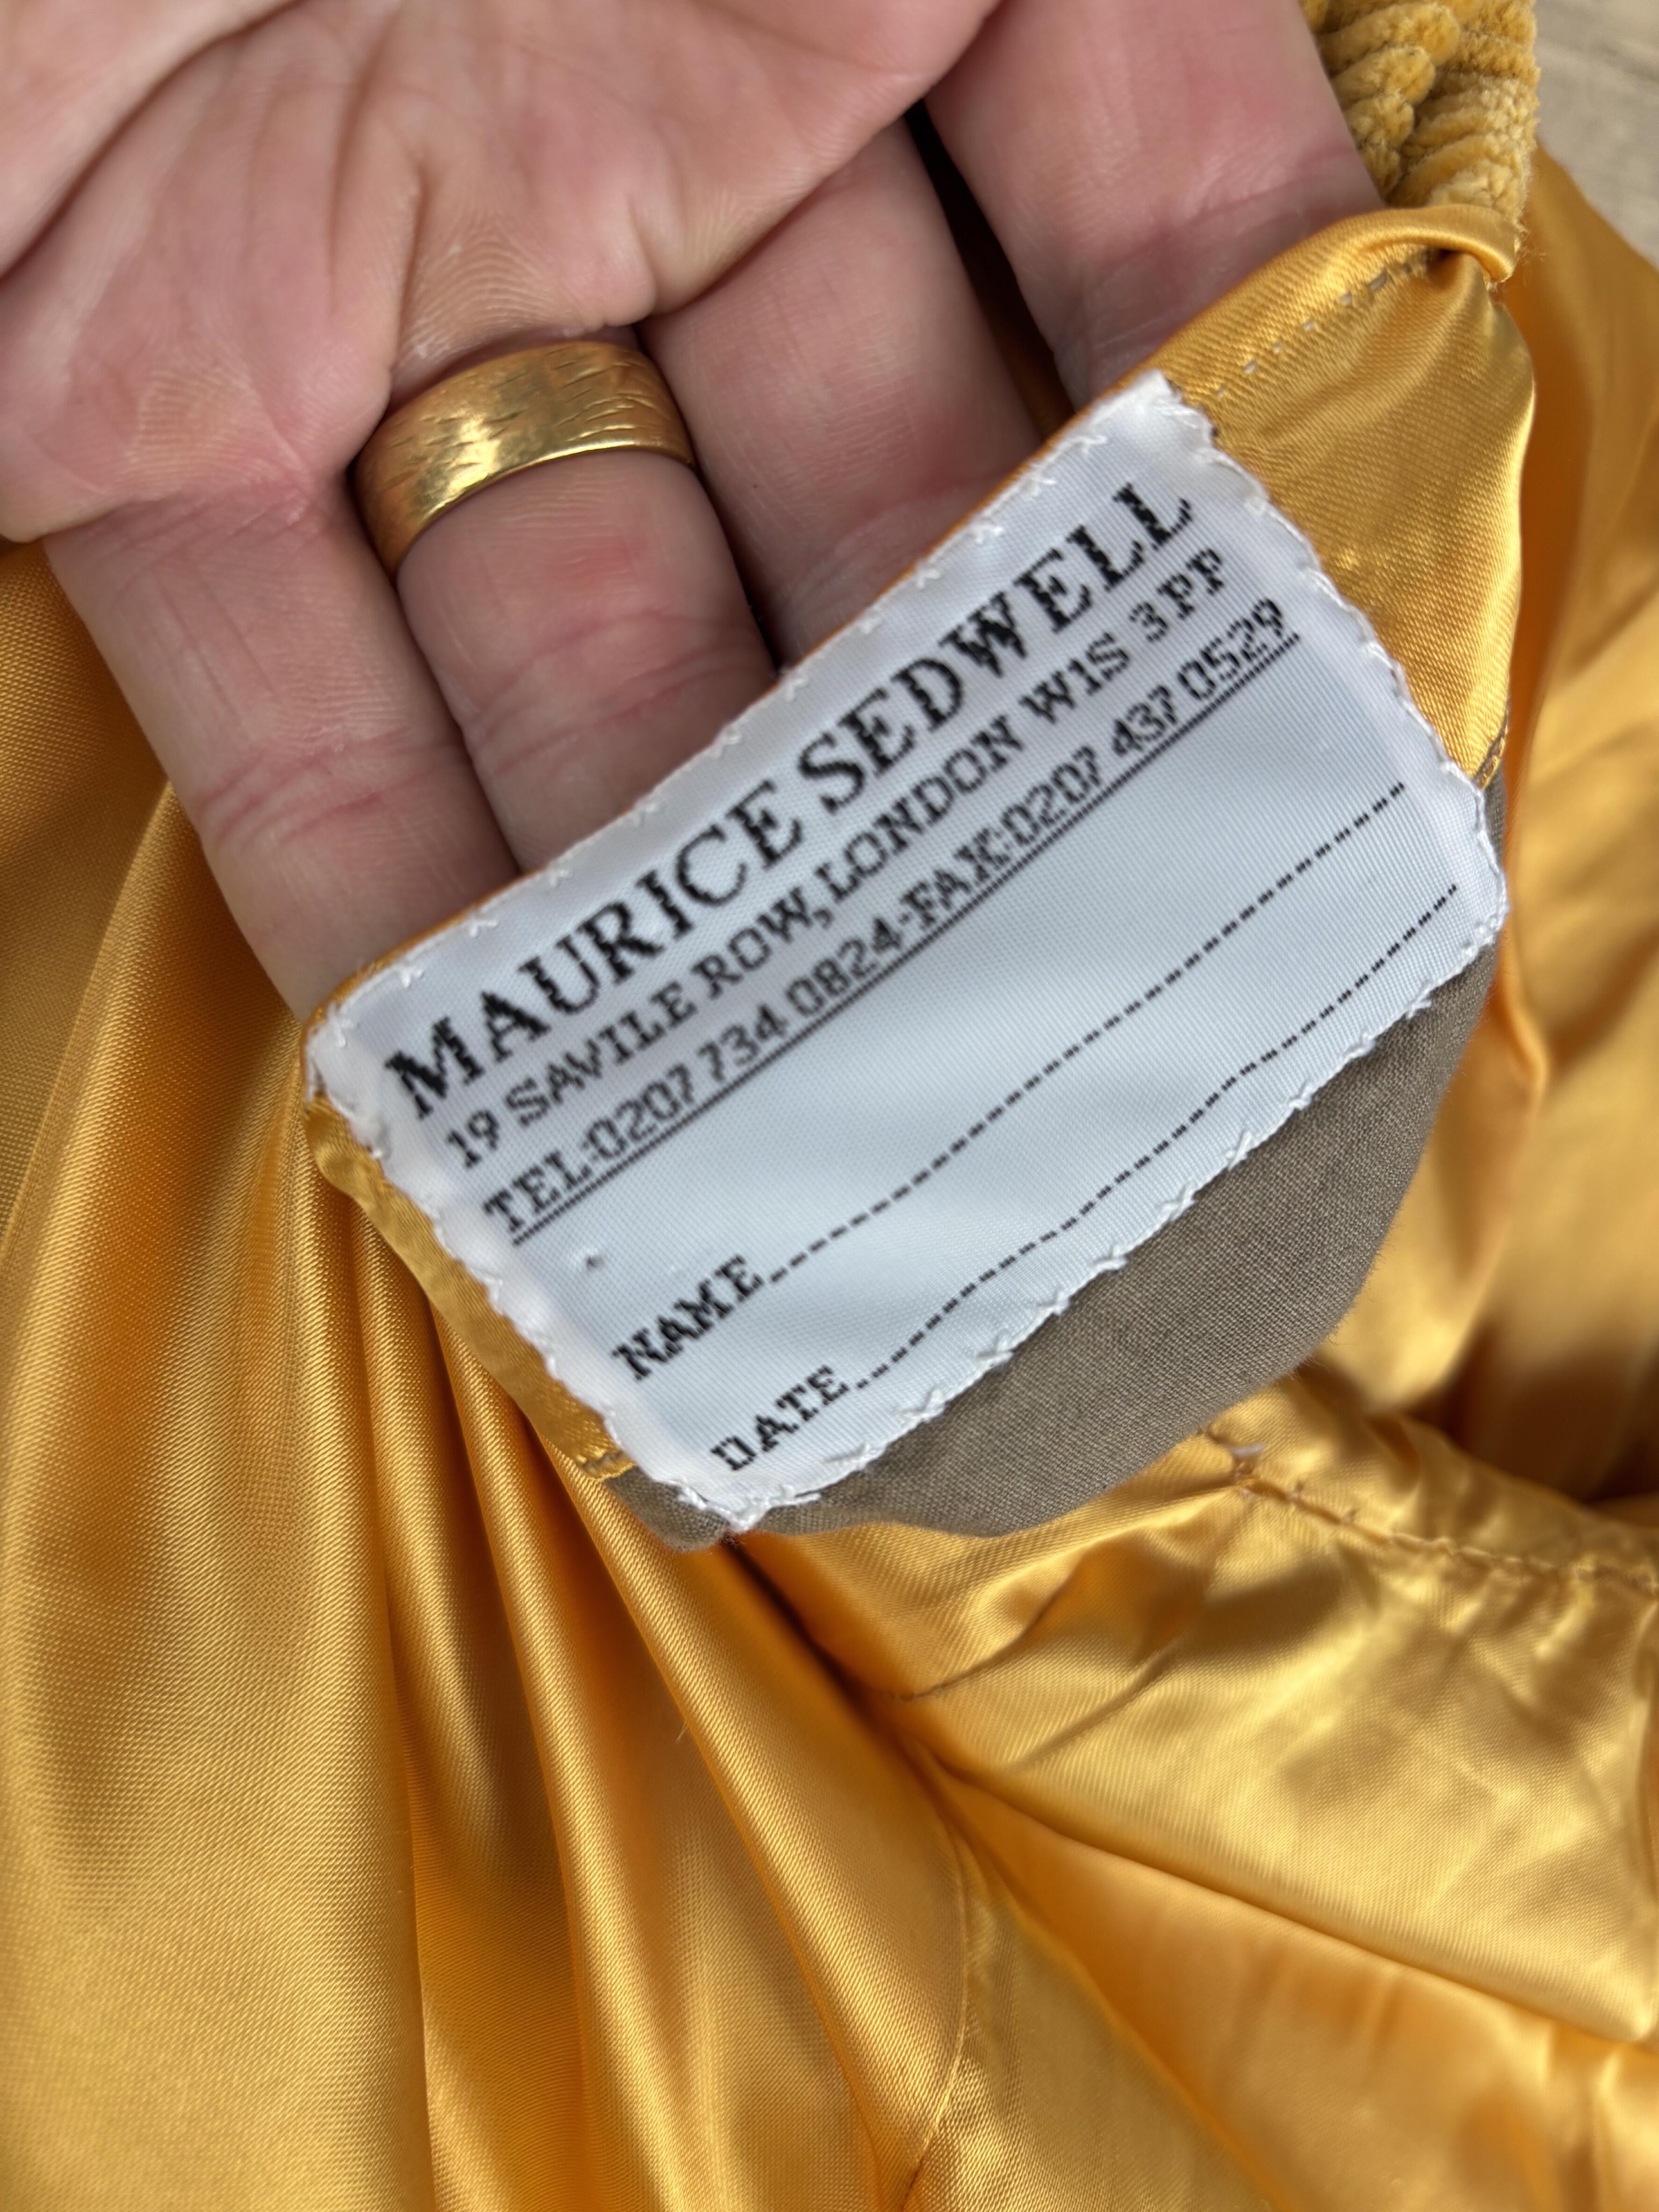 MAURICE SEDWELL
19 SAVILE ROW, LONDON W1S 3PP
TEL:0207 734 0824-FAX:0207 437 0529
NAME
DATE